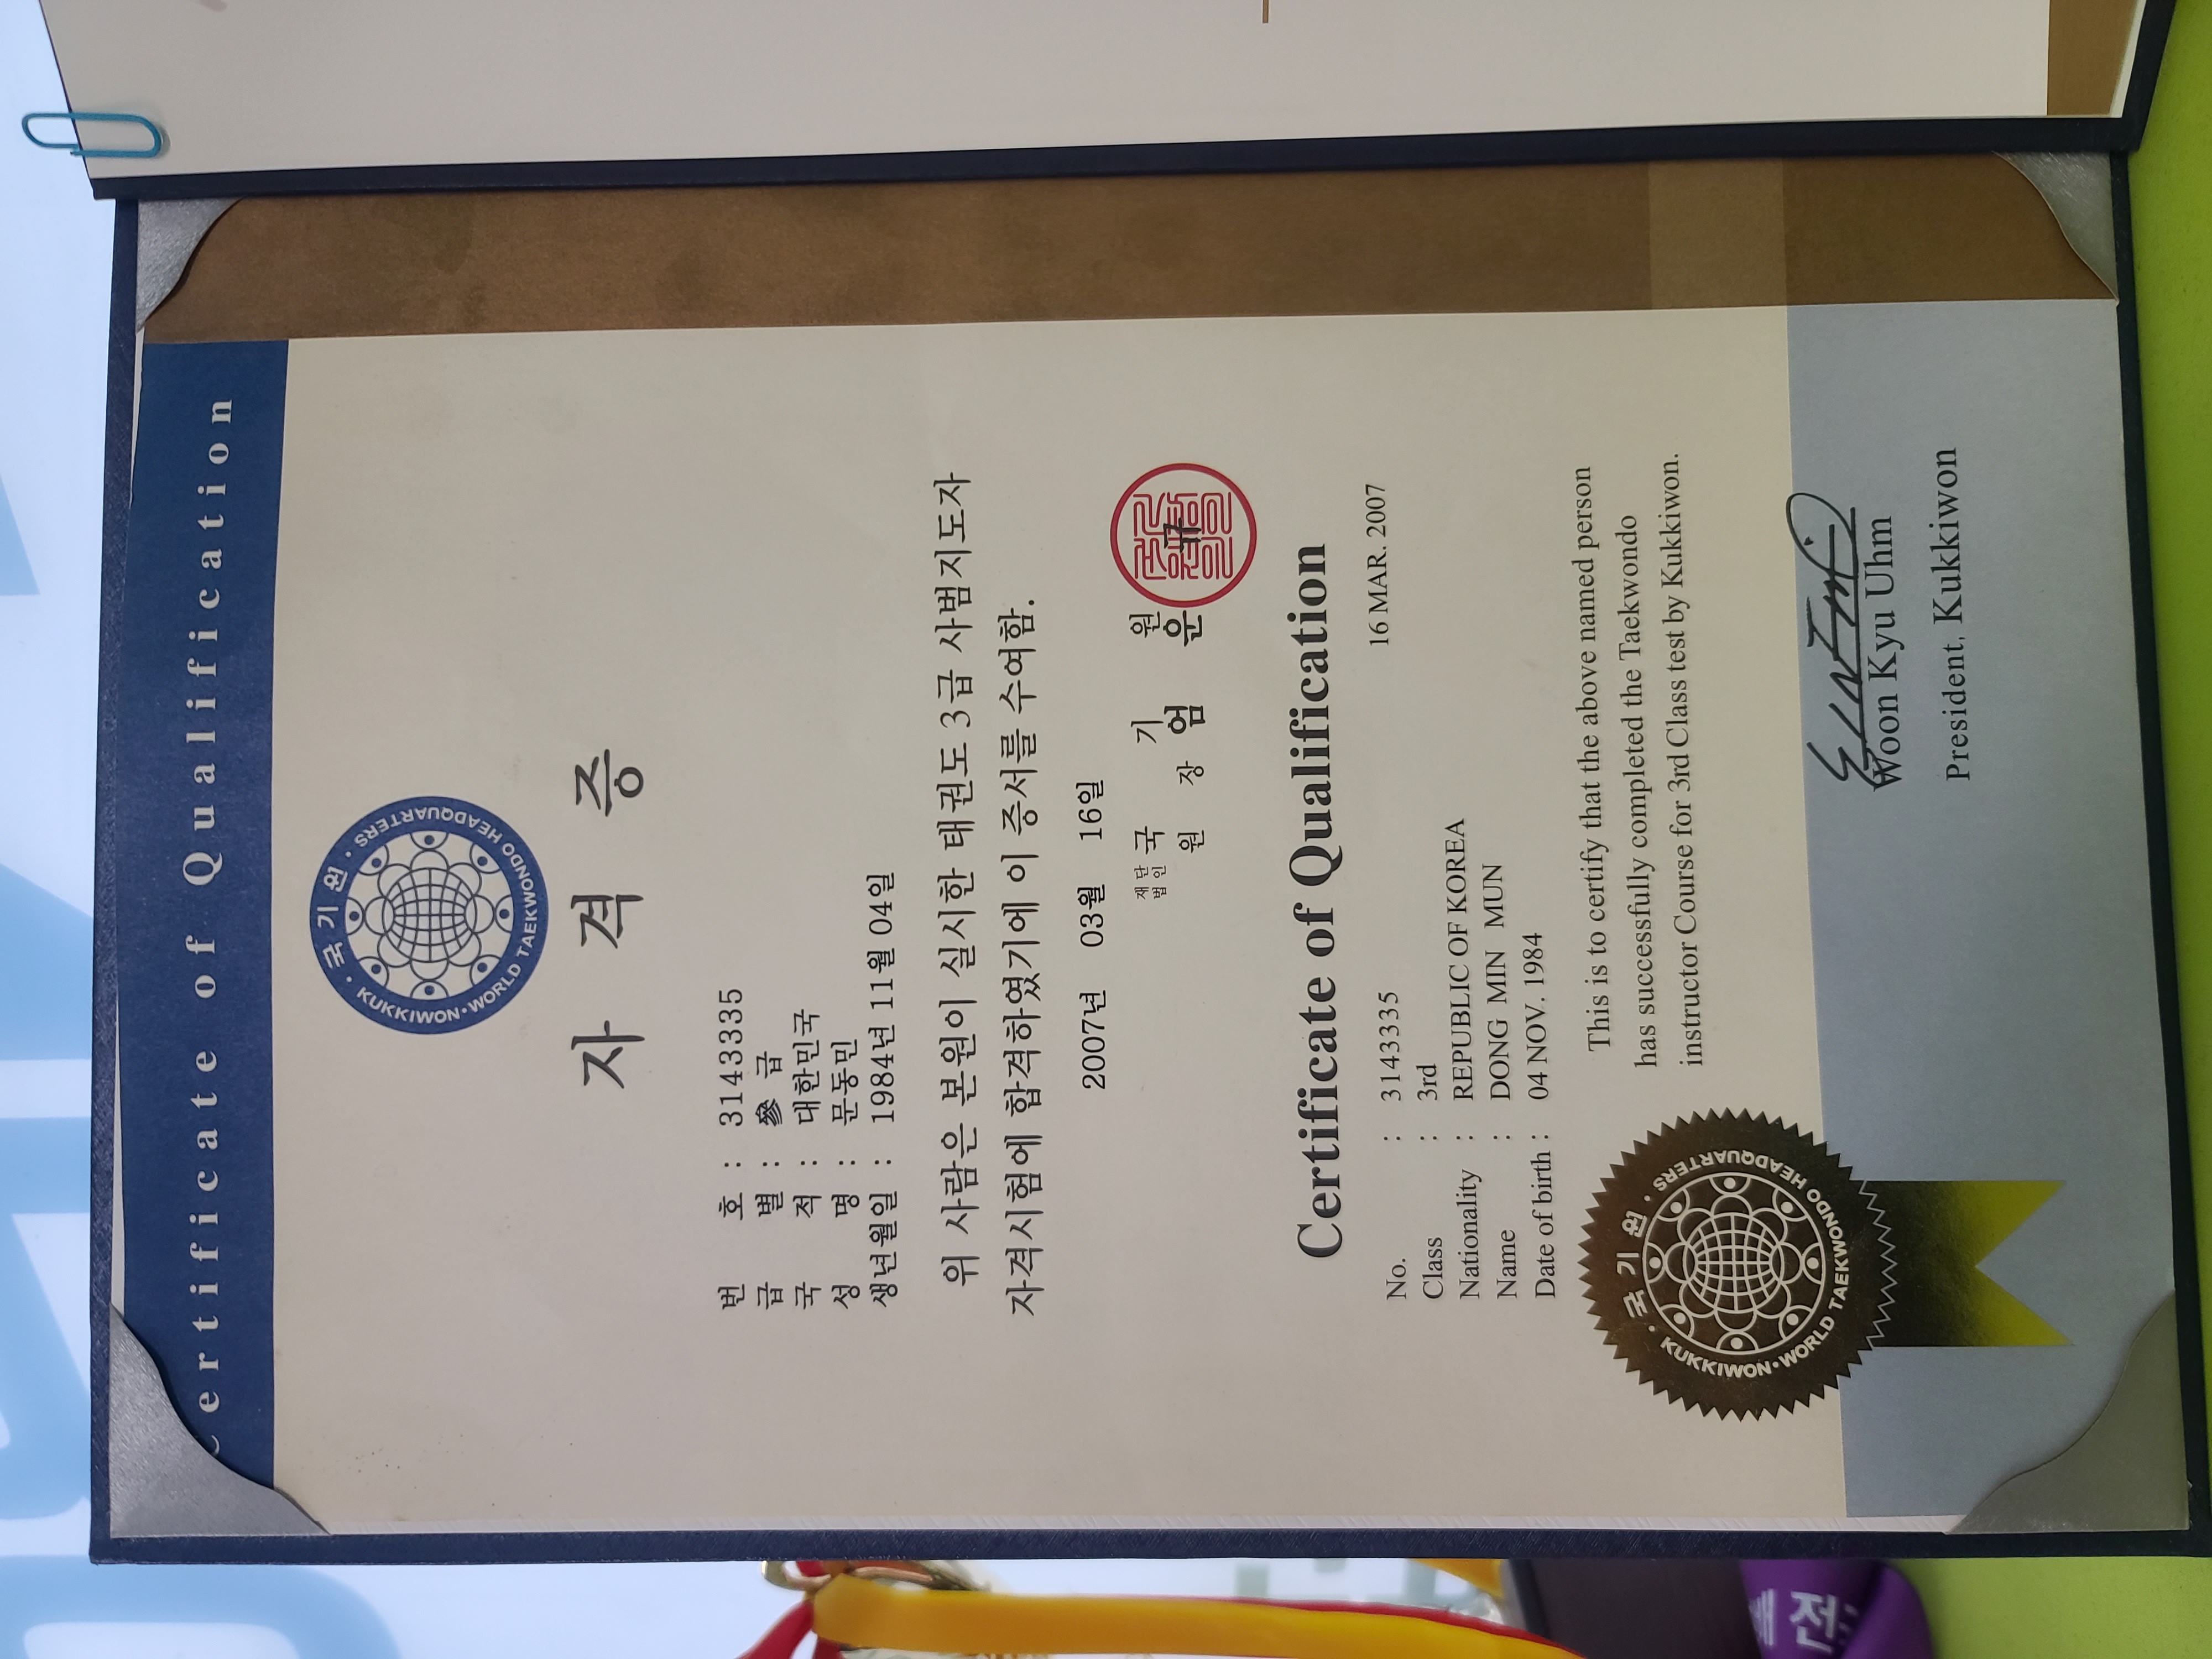 Certificate of Qualification
· 국 기 원 ·
KUKKIWON · WORLD TAEKWONDO HEADQUARTERS
자 격 증
번 호 : 3143335
급 별 : 參 급
국 적 : 대한민국
성 명 : 문동민
생년월일 : 1984년 11월 04일
위 사람은 본원이 실시한 태권도 3급 사범지도자
자격시험에 합격하였기에 이 증서를 수여함.
2007년 03월 16일
재단법인 국 기 원
원 장 엄 운 규
Certificate of Qualification
16 MAR. 2007
No. : 3143335
Class : 3rd
Nationality : REPUBLIC OF KOREA
Name : DONG MIN MUN
Date of birth : 04 NOV. 1984
This is to certify that the above named person
has successfully completed the Taekwondo
instructor Course for 3rd Class test by Kukkiwon.
· 국 기 원 ·
KUKKIWON · WORLD TAEKWONDO HEADQUARTERS
Woon Kyu Uhm
President, Kukkiwon
배 전